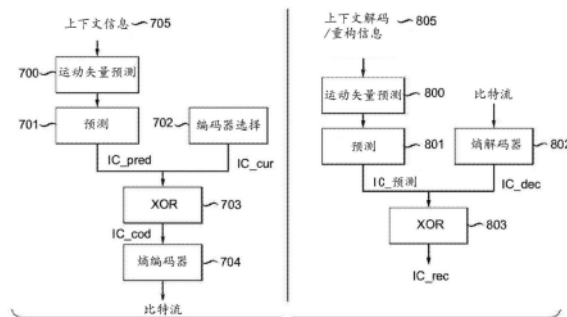 上下文信息 705
700 运动矢量预测
701 预测
702 编码器选择
IC_pred
IC_cur
XOR 703
IC_cod
熵编码器 704
比特流
上下文解码 805
/重构信息
运动矢量预测 800
比特流
预测 801
熵解码器 802
IC_预测
IC_dec
XOR 803
IC_rec